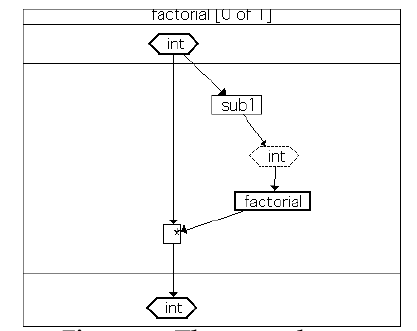 factorial [0 of 1]
int
sub1
int
factorial
*
int